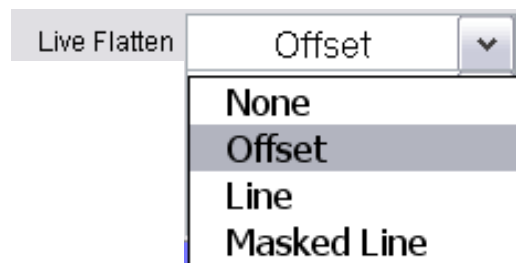 Live Flatten Offset
None
Offset
Line
Masked Line